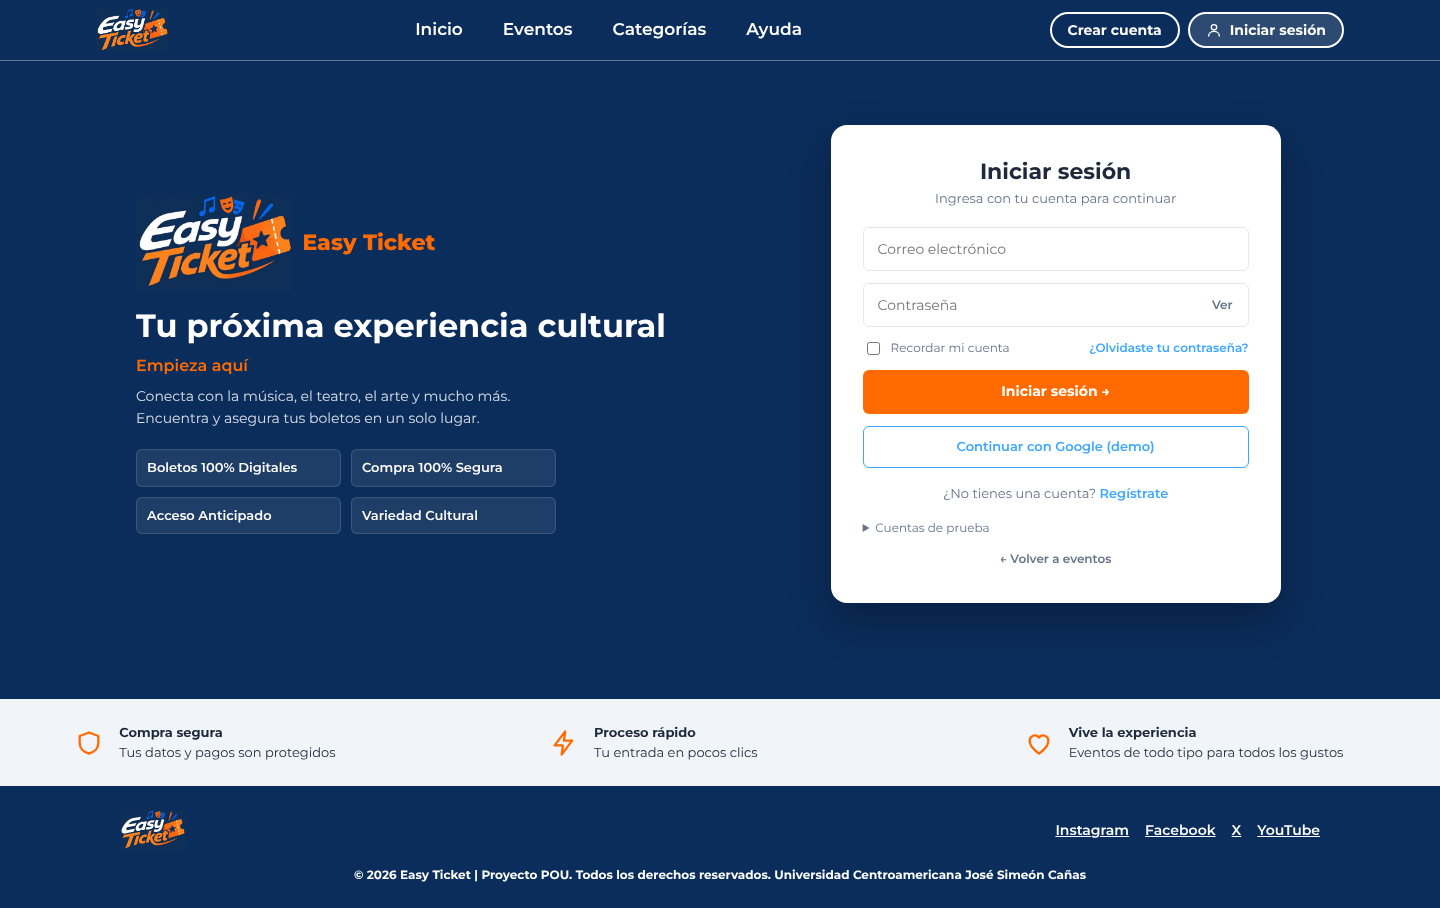 Easy Ticket
Inicio
Eventos
Categorías
Ayuda
Crear cuenta
Iniciar sesión
Easy Ticket
Easy Ticket
Tu próxima experiencia cultural
Empieza aquí
Conecta con la música, el teatro, el arte y mucho más.
Encuentra y asegura tus boletos en un solo lugar.
Boletos 100% Digitales
Compra 100% Segura
Acceso Anticipado
Variedad Cultural
Iniciar sesión
Ingresa con tu cuenta para continuar
Correo electrónico
Contraseña
Ver
Recordar mi cuenta
¿Olvidaste tu contraseña?
Iniciar sesión →
Continuar con Google (demo)
¿No tienes una cuenta? Regístrate
▶ Cuentas de prueba
← Volver a eventos
Compra segura
Tus datos y pagos son protegidos
Proceso rápido
Tu entrada en pocos clics
Vive la experiencia
Eventos de todo tipo para todos los gustos
Easy Ticket
Instagram
Facebook
X
YouTube
© 2026 Easy Ticket | Proyecto POU. Todos los derechos reservados. Universidad Centroamericana José Simeón Cañas